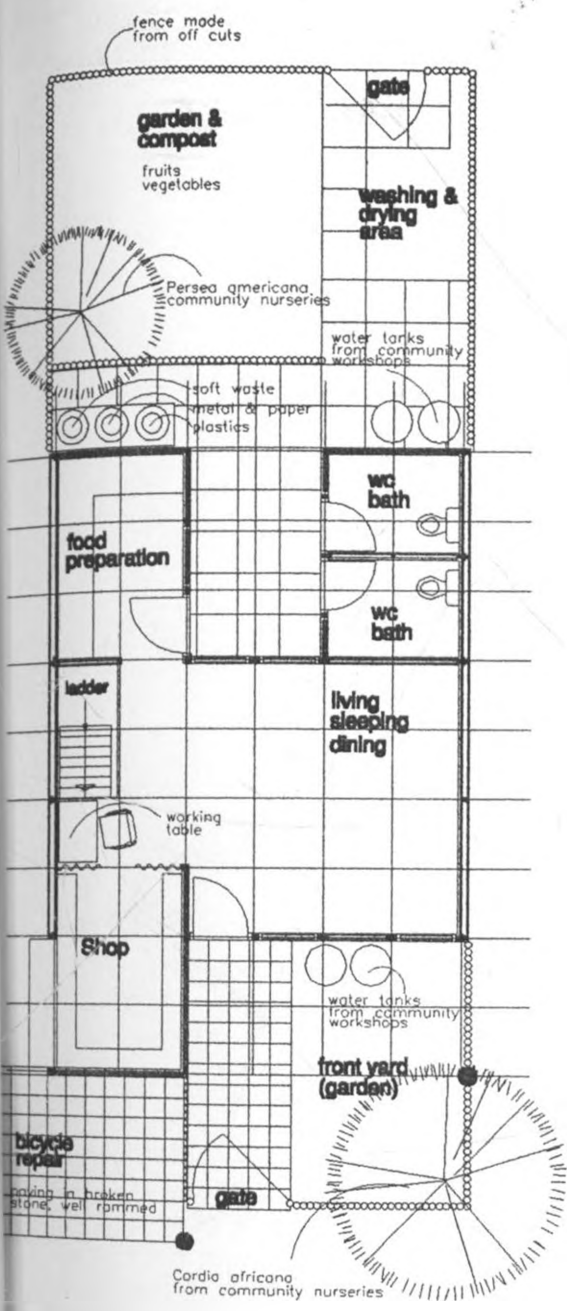 fence made
from off cuts
gate
garden &
compost
fruits
vegetables
washing &
drying
area
Persea americana
community nurseries
water tanks
from community
workshops
soft waste
metal & paper
plastics
wc
bath
food
preparation
wc
bath
ladder
living
sleeping
dining
working
table
Shop
water tanks
from community
workshops
front yard
(garden)
bicycle
repair
paving in broken
stone, well rammed
gate
Cordia africana
from community nurseries